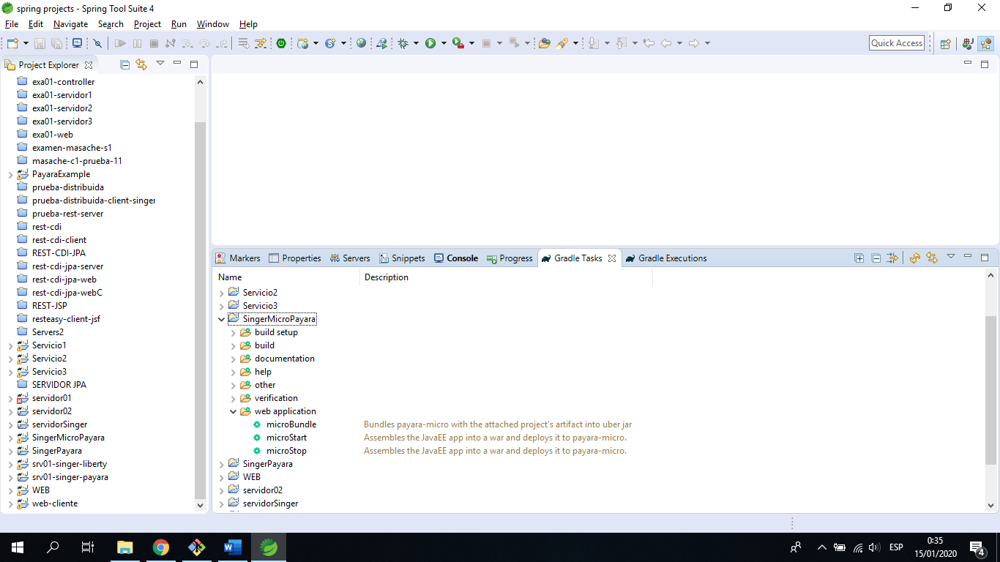 spring projects - Spring Tool Suite 4
File Edit Navigate Search Project Run Window Help
Quick Access
Project Explorer
exa01-controller
exa01-servidor1
exa01-servidor2
exa01-servidor3
exa01-web
examen-masache-s1
masache-c1-prueba-11
PayaraExample
prueba-distribuida
prueba-distribuida-client-singer
prueba-rest-server
rest-cdi
rest-cdi-client
REST-CDI-JPA
rest-cdi-jpa-server
rest-cdi-jpa-web
rest-cdi-jpa-webC
REST-JSP
resteasy-client-jsf
Servers2
Servicio1
Servicio2
Servicio3
SERVIDOR JPA
servidor01
servidor02
servidorSinger
SingerMicroPayara
SingerPayara
srv01-singer-liberty
srv01-singer-payara
WEB
web-cliente
Markers Properties Servers Snippets Console Progress Gradle Tasks Gradle Executions
Name Description
Servicio2
Servicio3
SingerMicroPayara
build setup
build
documentation
help
other
verification
web application
microBundle Bundles payara-micro with the attached project's artifact into uber jar
microStart Assembles the JavaEE app into a war and deploys it to payara-micro.
microStop Assembles the JavaEE app into a war and deploys it to payara-micro.
SingerPayara
WEB
servidor02
servidorSinger
ESP
0:35
15/01/2020
4